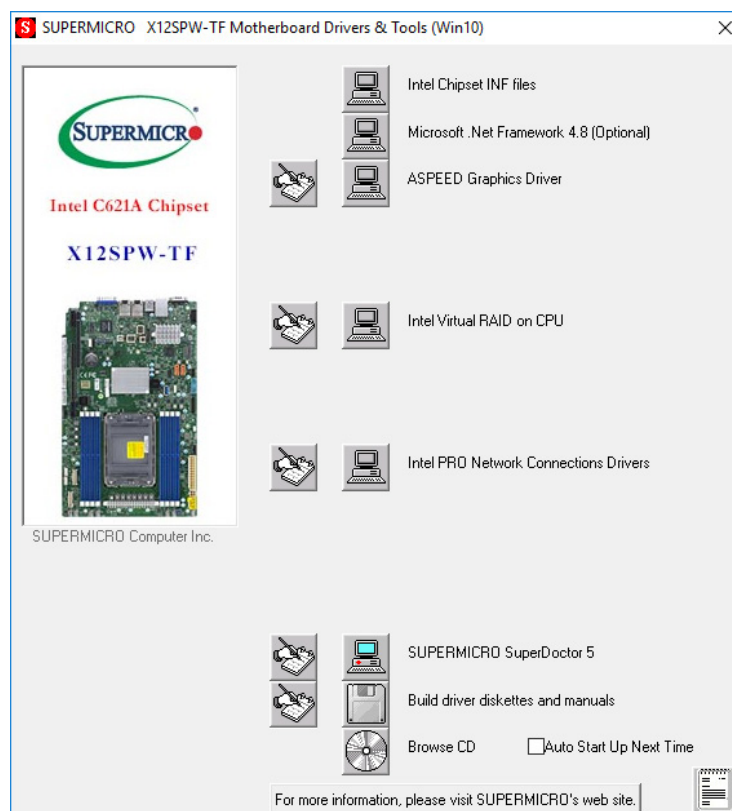 SUPERMICRO X12SPW-TF Motherboard Drivers & Tools (Win10)
SUPERMICR
Intel C621A Chipset
X12SPW-TF
SUPERMICRO Computer Inc.
Intel Chipset INF files
Microsoft .Net Framework 4.8 (Optional)
ASPEED Graphics Driver
Intel Virtual RAID on CPU
Intel PRO Network Connections Drivers
SUPERMICRO SuperDoctor 5
Build driver diskettes and manuals
Browse CD
Auto Start Up Next Time
For more information, please visit SUPERMICRO's web site.